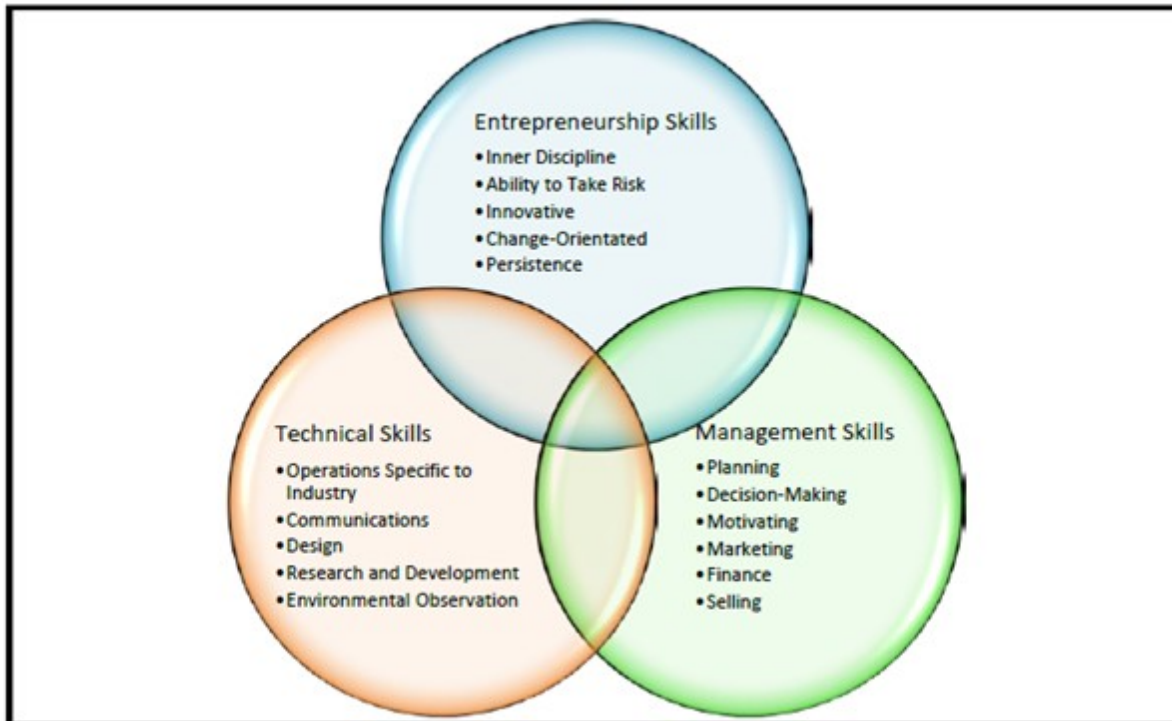 Entrepreneurship Skills
•Inner Discipline
•Ability to Take Risk
•Innovative
•Change-Orientated
•Persistence
Technical Skills
•Operations Specific to
Industry
•Communications
•Design
•Research and Development
•Environmental Observation
Management Skills
•Planning
•Decision-Making
•Motivating
•Marketing
•Finance
•Selling